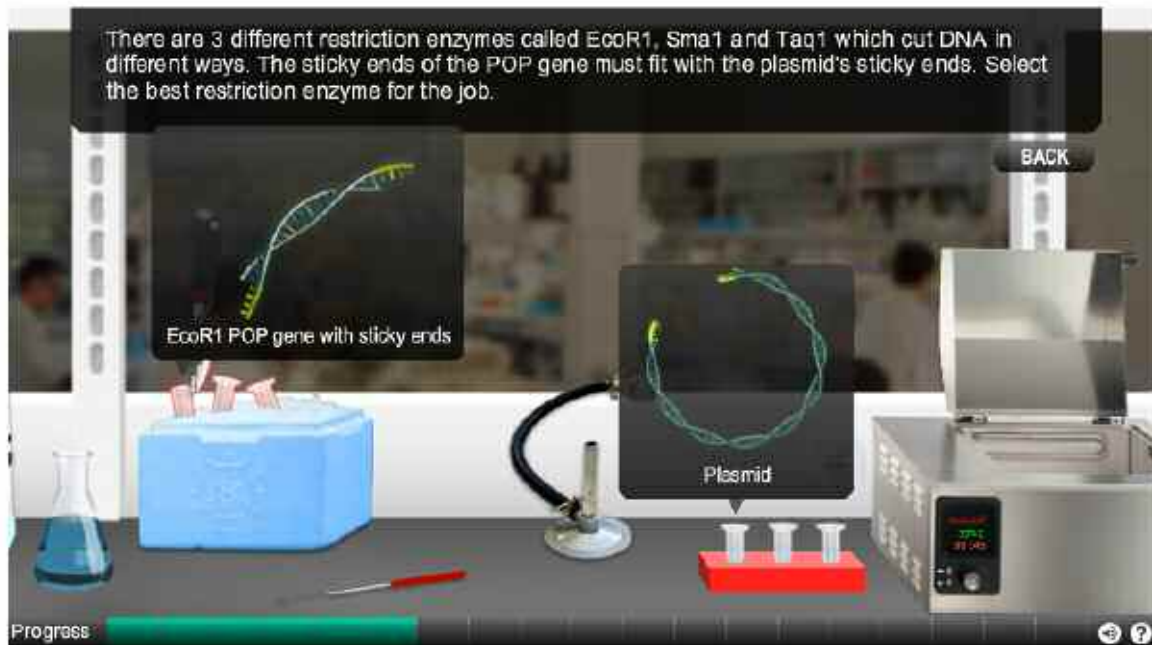 There are 3 different restriction enzymes called EcoR1, Sma1 and Taq1 which cut DNA in
different ways. The sticky ends of the POP gene must fit with the plasmid's sticky ends. Select
the best restriction enzyme for the job.
BACK
EcoR1 POP gene with sticky ends
Plasmid
Progress
?